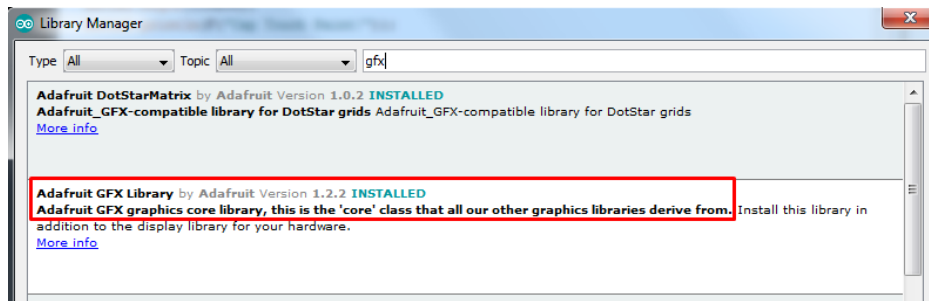 Library Manager
Type All Topic All gfx
Adafruit DotStarMatrix by Adafruit Version 1.0.2 INSTALLED
Adafruit_GFX-compatible library for DotStar grids Adafruit_GFX-compatible library for DotStar grids
More info
Adafruit GFX Library by Adafruit Version 1.2.2 INSTALLED
Adafruit GFX graphics core library, this is the 'core' class that all our other graphics libraries derive from. Install this library in
addition to the display library for your hardware.
More info